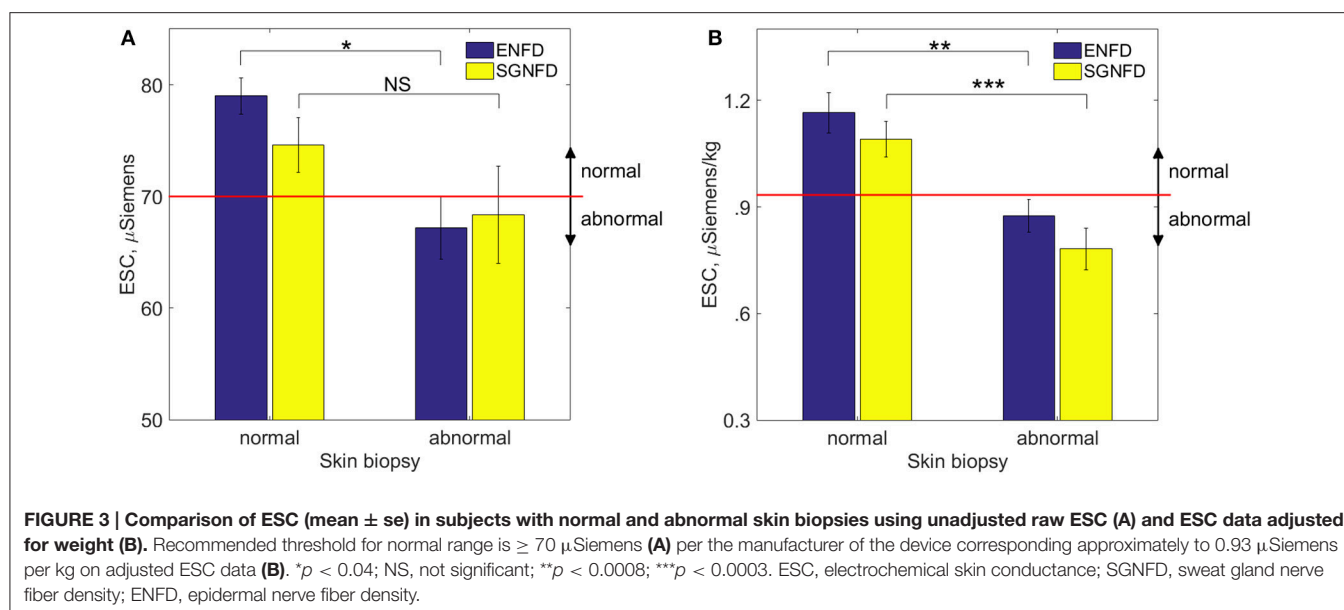 A
*
ENFD
SGNFD
NS
80
70
60
50
ESC, μSiemens
normal
abnormal
normal
abnormal
Skin biopsy
B
**
ENFD
SGNFD
***
1.2
.9
.6
0.3
ESC, μSiemens/kg
normal
abnormal
normal
abnormal
Skin biopsy
FIGURE 3 | Comparison of ESC (mean ± se) in subjects with normal and abnormal skin biopsies using unadjusted raw ESC (A) and ESC data adjusted
for weight (B). Recommended threshold for normal range is ≥ 70 μSiemens (A) per the manufacturer of the device corresponding approximately to 0.93 μSiemens
per kg on adjusted ESC data (B). *p < 0.04; NS, not significant; **p < 0.0008; ***p < 0.0003. ESC, electrochemical skin conductance; SGNFD, sweat gland nerve
fiber density; ENFD, epidermal nerve fiber density.